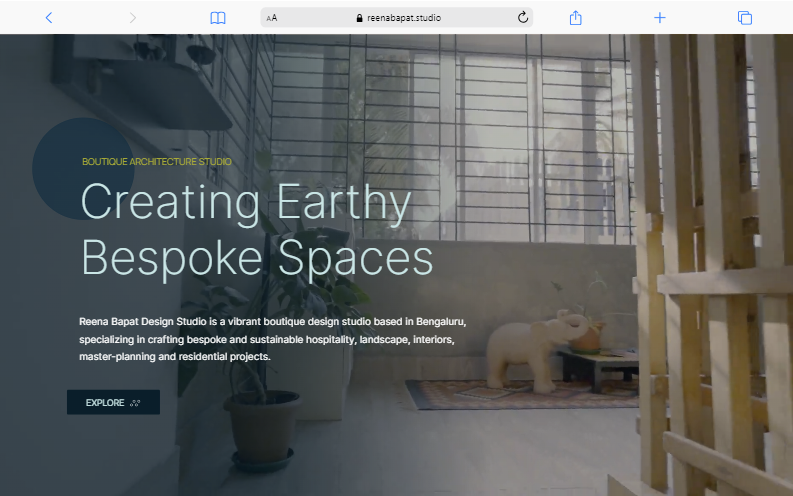 AA
reenabapat.studio
BOUTIQUE ARCHITECTURE STUDIO
Creating Earthy
Bespoke Spaces
Reena Bapat Design Studio is a vibrant boutique design studio based in Bengaluru,
specializing in crafting bespoke and sustainable hospitality, landscape, interiors,
master-planning and residential projects.
EXPLORE